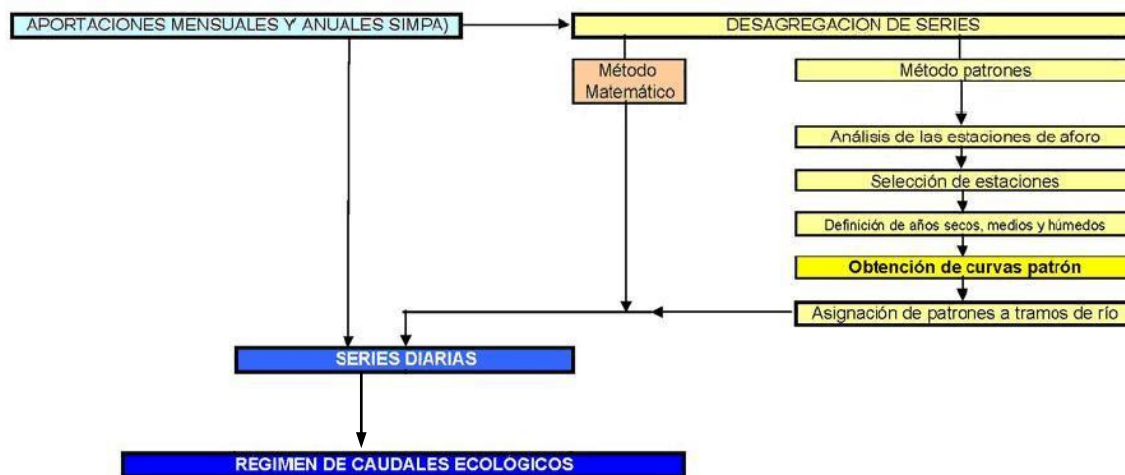 APORTACIONES MENSUALES Y ANUALES SIMPA)
DESAGREGACION DE SERIES
Método
Matemático
Método patrones
Análisis de las estaciones de aforo
Selección de estaciones
Definición de años secos, medios y húmedos
Obtención de curvas patrón
Asignación de patrones a tramos de río
SERIES DIARIAS
REGIMEN DE CAUDALES ECOLÓGICOS